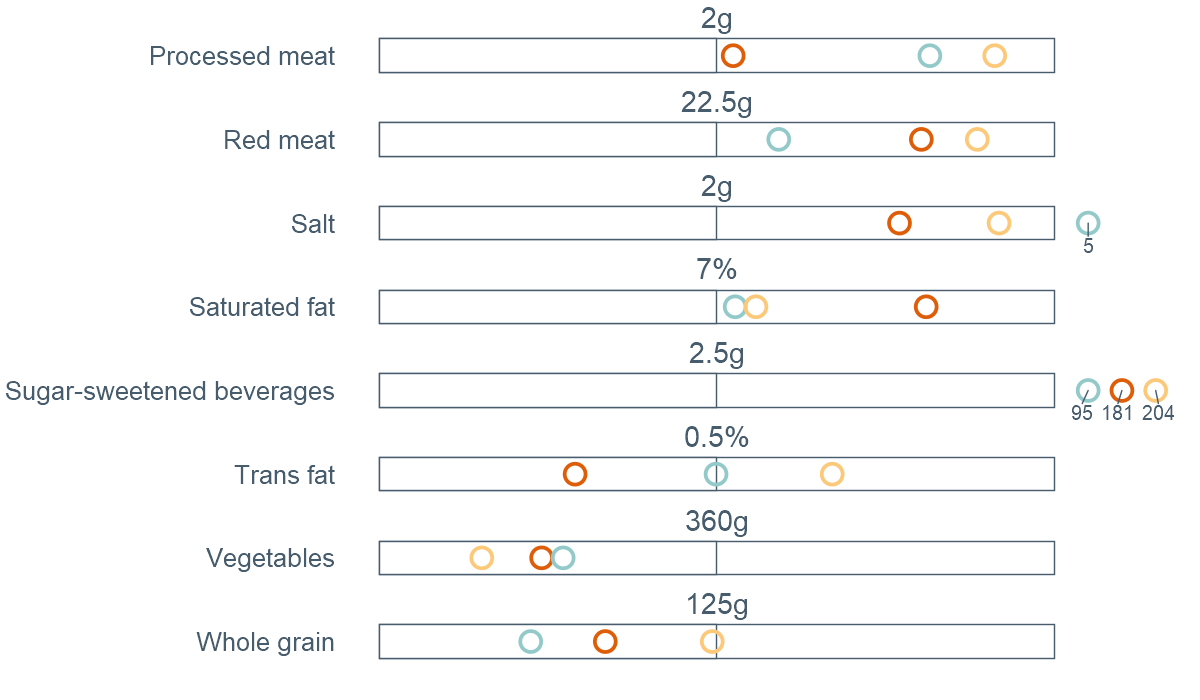 2g
Processed meat
22.5g
Red meat
2g
Salt
5
7%
Saturated fat
2.5g
Sugar-sweetened beverages
95 181 204
0.5%
Trans fat
360g
Vegetables
125g
Whole grain